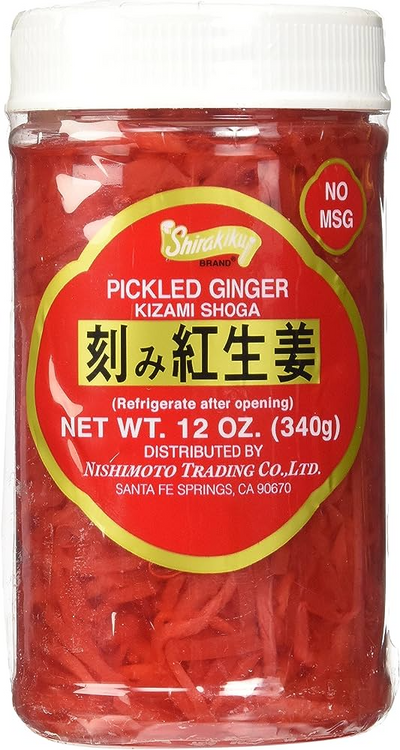 NO
MSG
Shirakiku
BRAND®
PICKLED GINGER
KIZAMI SHOGA
刻み紅生姜
(Refrigerate after opening)
NET WT. 12 OZ. (340g)
DISTRIBUTED BY
NISHIMOTO TRADING CO.,LTD.
SANTA FE SPRINGS, CA 90670